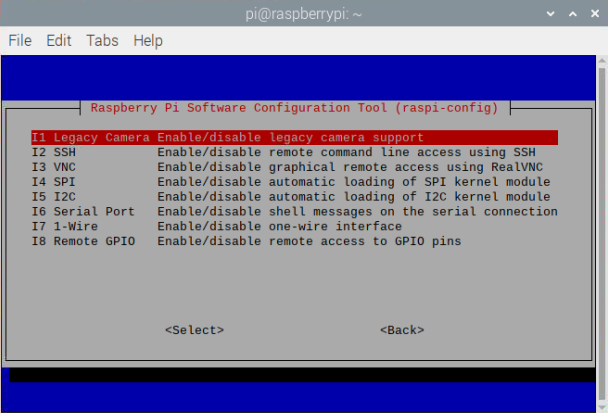 pi@raspberrypi: ~
File Edit Tabs Help
Raspberry Pi Software Configuration Tool (raspi-config)
I1 Legacy Camera Enable/disable legacy camera support
I2 SSH Enable/disable remote command line access using SSH
I3 VNC Enable/disable graphical remote access using RealVNC
I4 SPI Enable/disable automatic loading of SPI kernel module
I5 I2C Enable/disable automatic loading of I2C kernel module
I6 Serial Port Enable/disable shell messages on the serial connection
I7 1-Wire Enable/disable one-wire interface
I8 Remote GPIO Enable/disable remote access to GPIO pins
<Select> <Back>